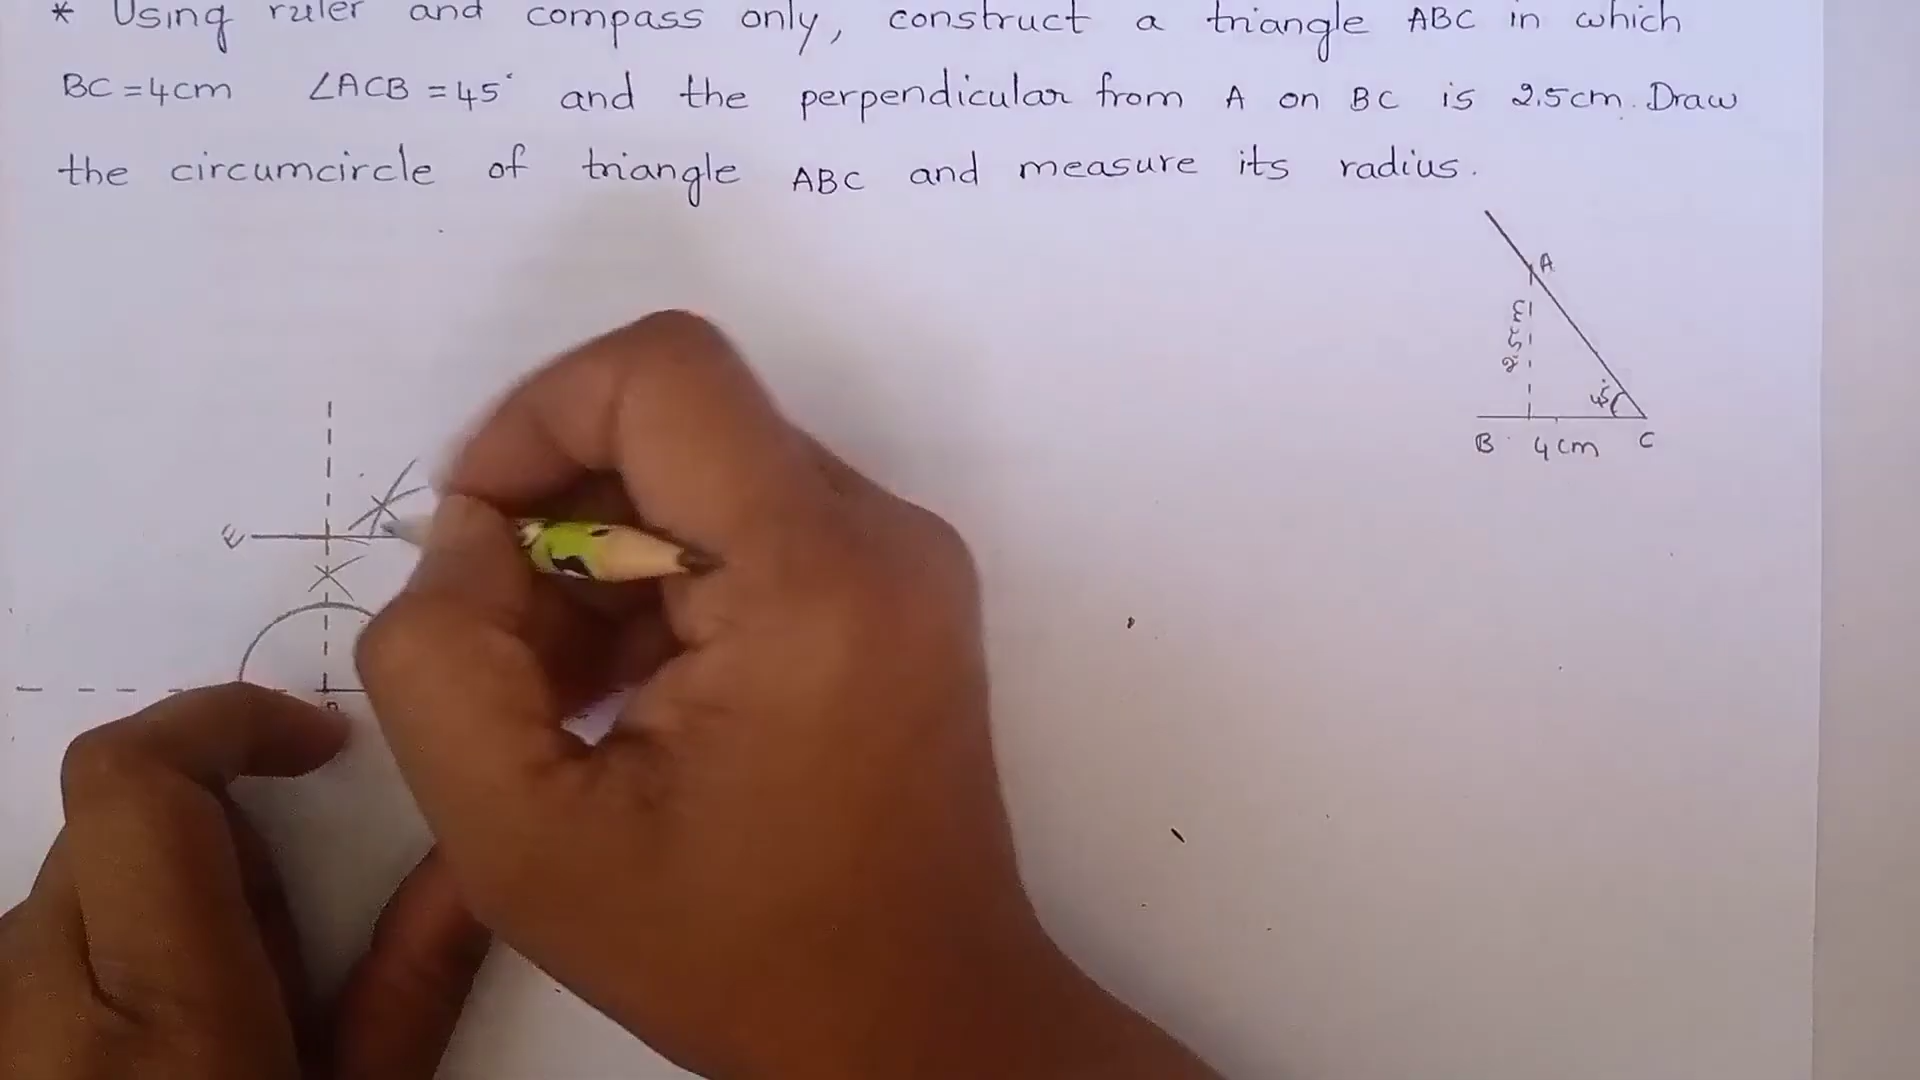 * Using ruler and compass only, construct a triangle ABC in which
BC = 4cm ∠ACB = 45° and the perpendicular from A on BC is 2.5cm. Draw
the circumcircle of triangle ABC and measure its radius.
A
2.5cm
45°
B 4cm C
E
B